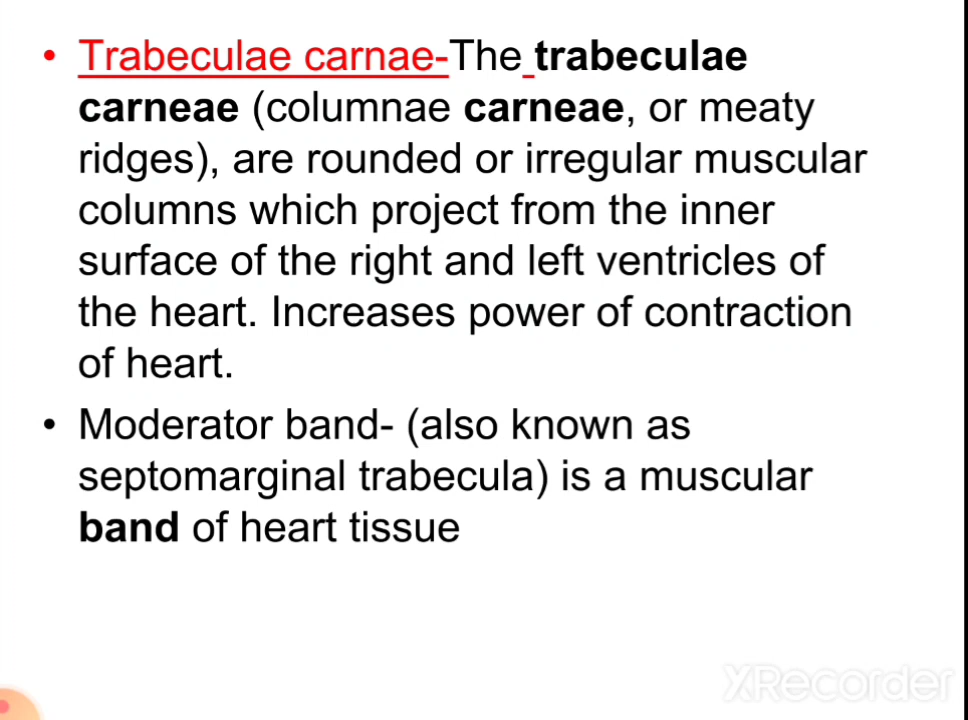 • Trabeculae carnae-The trabeculae
carneae (columnae carneae, or meaty
ridges), are rounded or irregular muscular
columns which project from the inner
surface of the right and left ventricles of
the heart. Increases power of contraction
of heart.
• Moderator band- (also known as
septomarginal trabecula) is a muscular
band of heart tissue
XRecorder